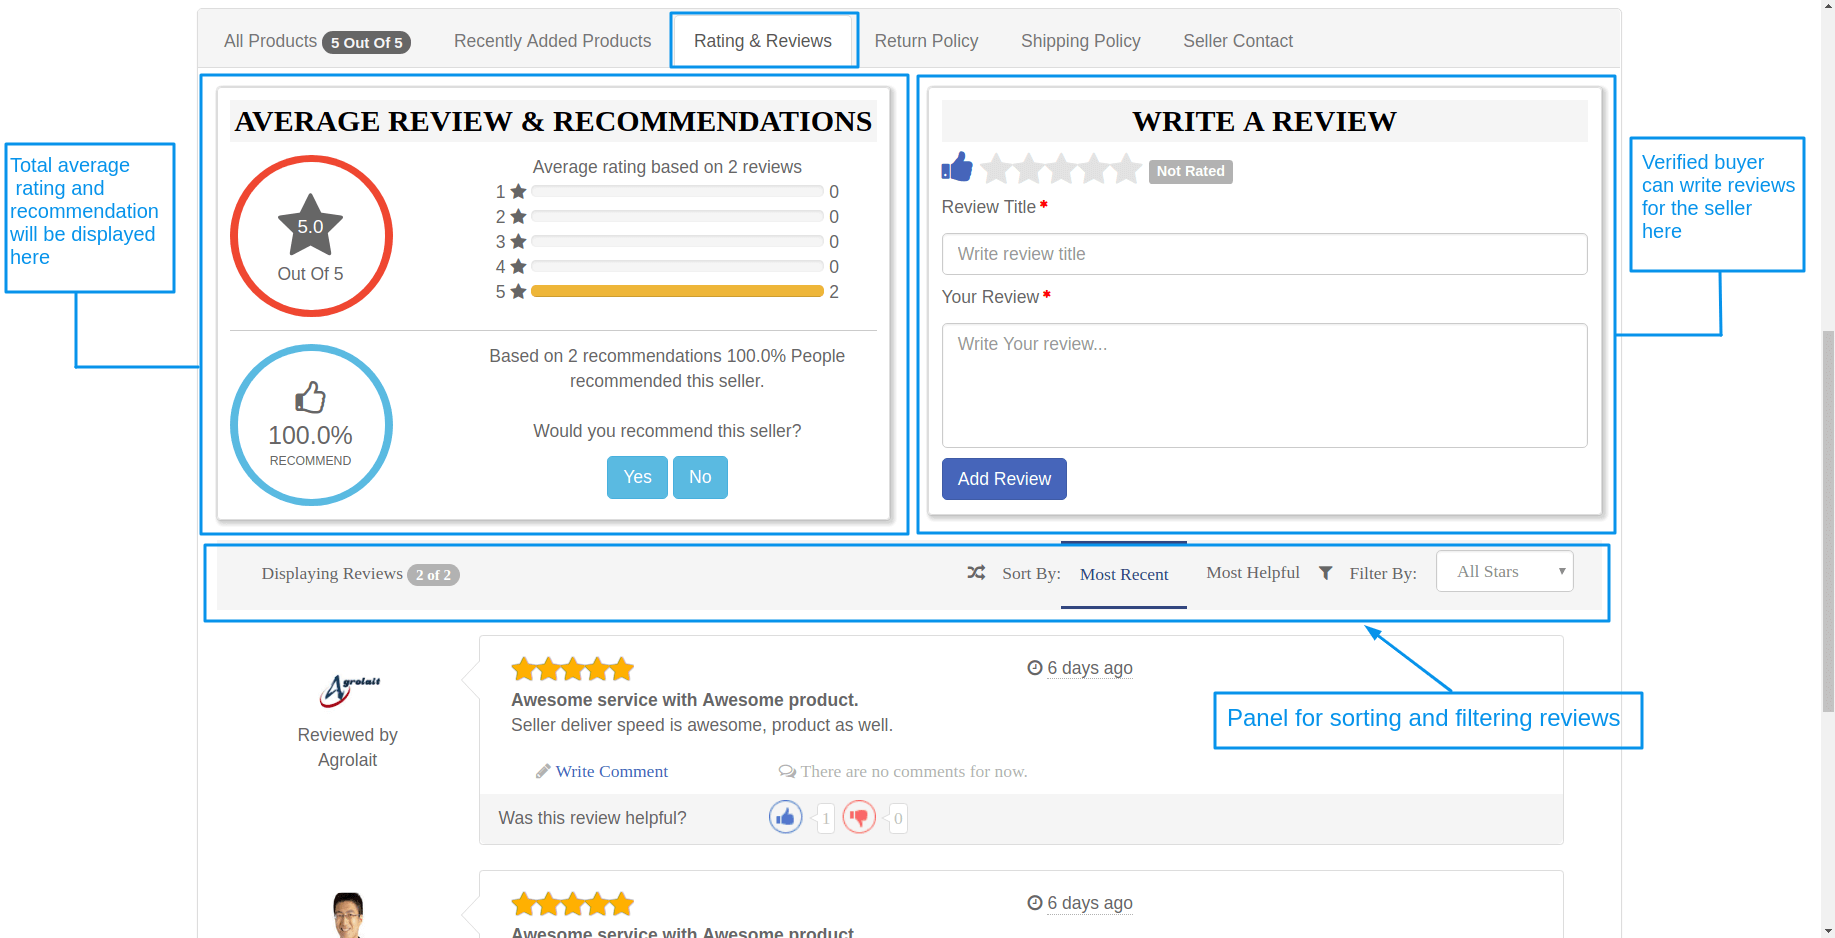 All Products 5 Out Of 5 Recently Added Products Rating & Reviews Return Policy Shipping Policy Seller Contact
Total average
rating and
recommendation
will be displayed
here
AVERAGE REVIEW & RECOMMENDATIONS
5.0
Out Of 5
Average rating based on 2 reviews
1 0
2 0
3 0
4 0
5 2
100.0%
RECOMMEND
Based on 2 recommendations 100.0% People
recommended this seller.
Would you recommend this seller?
Yes No
WRITE A REVIEW
Not Rated
Review Title *
Write review title
Your Review *
Write Your review...
Add Review
Verified buyer
can write reviews
for the seller
here
Displaying Reviews 2 of 2 Sort By: Most Recent Most Helpful Filter By: All Stars
Panel for sorting and filtering reviews
Agrolait
Reviewed by
Agrolait
6 days ago
Awesome service with Awesome product.
Seller deliver speed is awesome, product as well.
Write Comment There are no comments for now.
Was this review helpful? 1 0
6 days ago
Awesome service with Awesome product